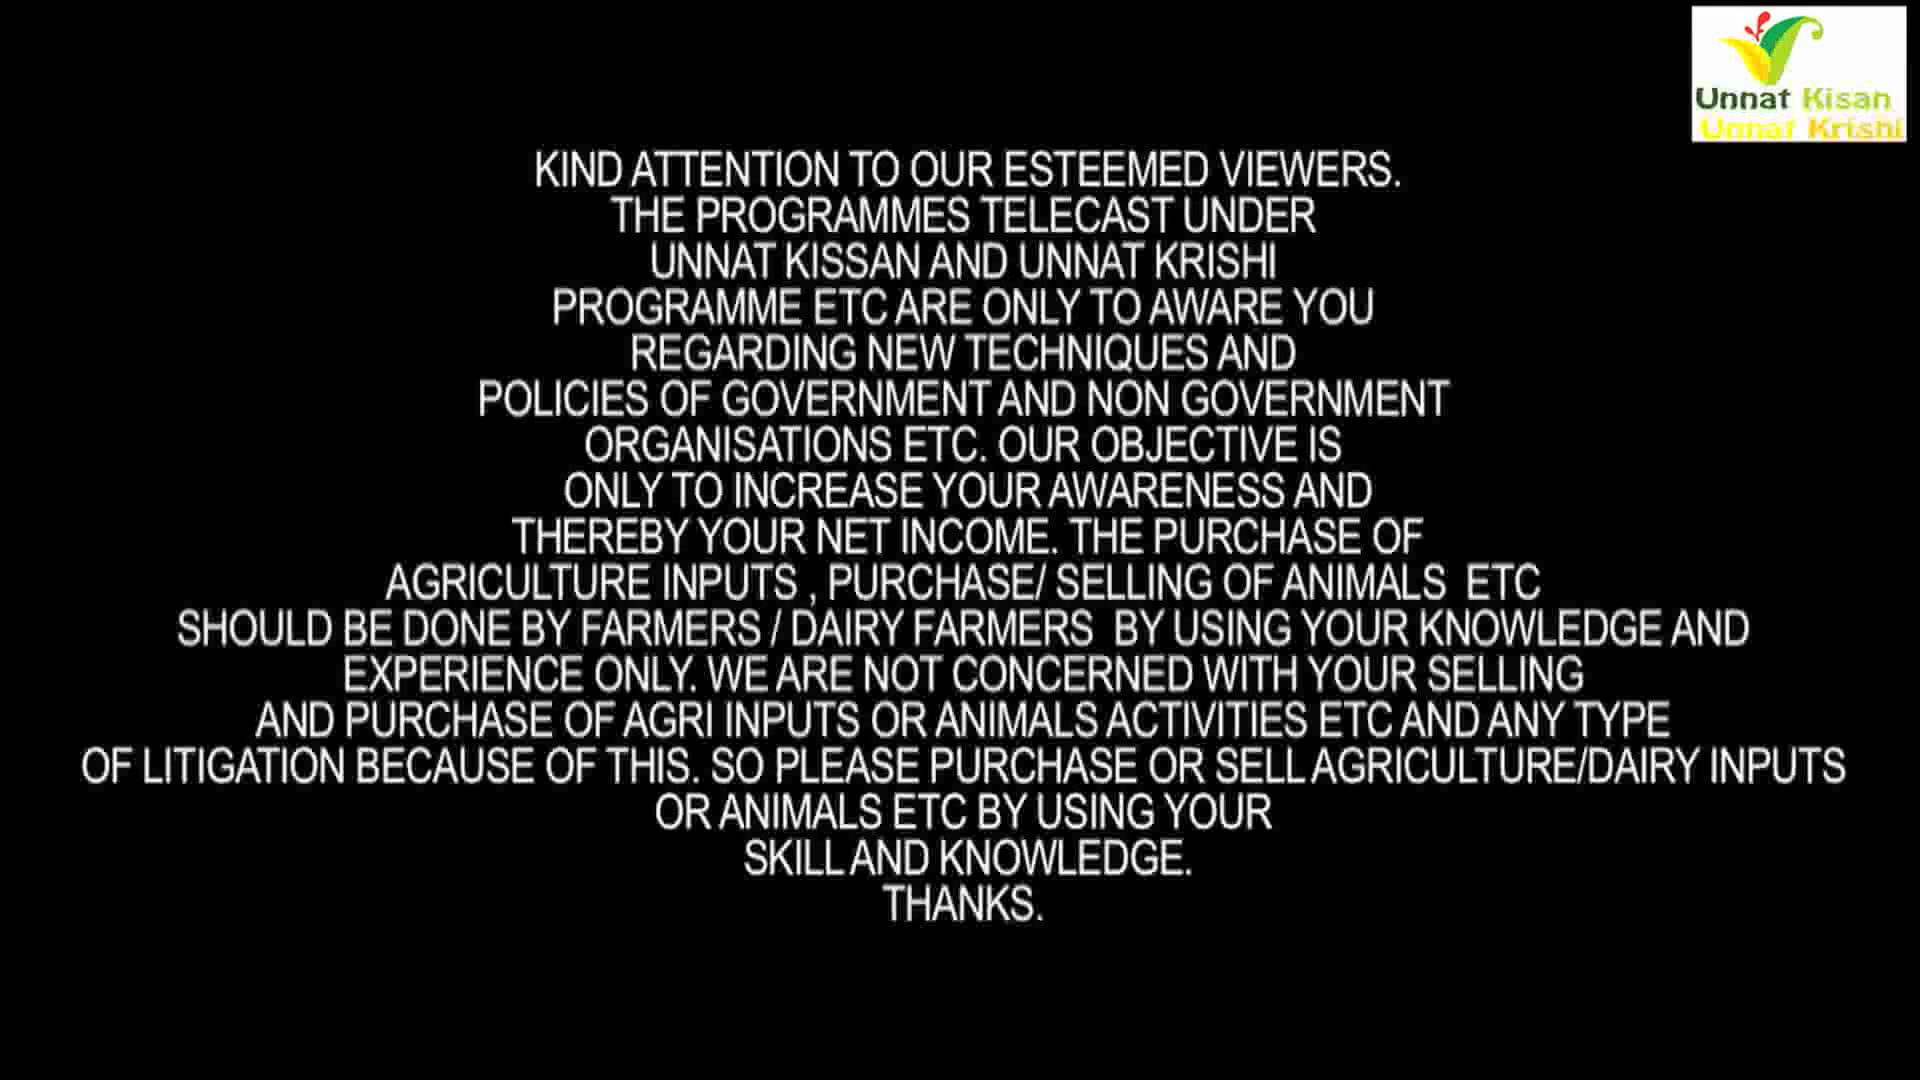 Unnat Kisan
Unnat Krishi
KIND ATTENTION TO OUR ESTEEMED VIEWERS.
THE PROGRAMMES TELECAST UNDER
UNNAT KISSAN AND UNNAT KRISHI
PROGRAMME ETC ARE ONLY TO AWARE YOU
REGARDING NEW TECHNIQUES AND
POLICIES OF GOVERNMENT AND NON GOVERNMENT
ORGANISATIONS ETC. OUR OBJECTIVE IS
ONLY TO INCREASE YOUR AWARENESS AND
THEREBY YOUR NET INCOME. THE PURCHASE OF
AGRICULTURE INPUTS , PURCHASE/ SELLING OF ANIMALS ETC
SHOULD BE DONE BY FARMERS / DAIRY FARMERS BY USING YOUR KNOWLEDGE AND
EXPERIENCE ONLY. WE ARE NOT CONCERNED WITH YOUR SELLING
AND PURCHASE OF AGRI INPUTS OR ANIMALS ACTIVITIES ETC AND ANY TYPE
OF LITIGATION BECAUSE OF THIS. SO PLEASE PURCHASE OR SELL AGRICULTURE/DAIRY INPUTS
OR ANIMALS ETC BY USING YOUR
SKILL AND KNOWLEDGE.
THANKS.